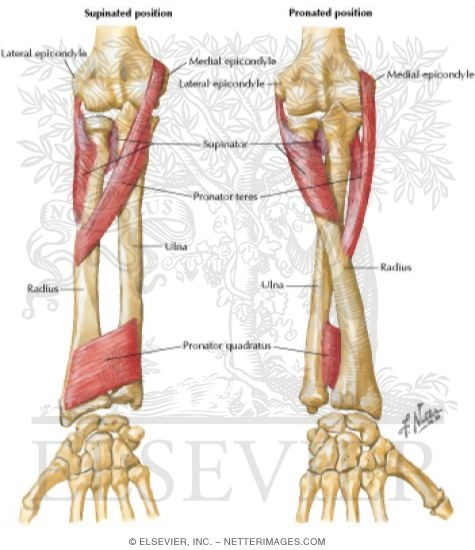 Supinated position
Pronated position
Lateral epicondyle
Medial epicondyle
Lateral epicondyle
Medial epicondyle
Supinator
Pronator teres
Ulna
Radius
Ulna
Radius
Pronator quadratus
F. Netter
ELSEVIER
© ELSEVIER, INC. – NETTERIMAGES.COM